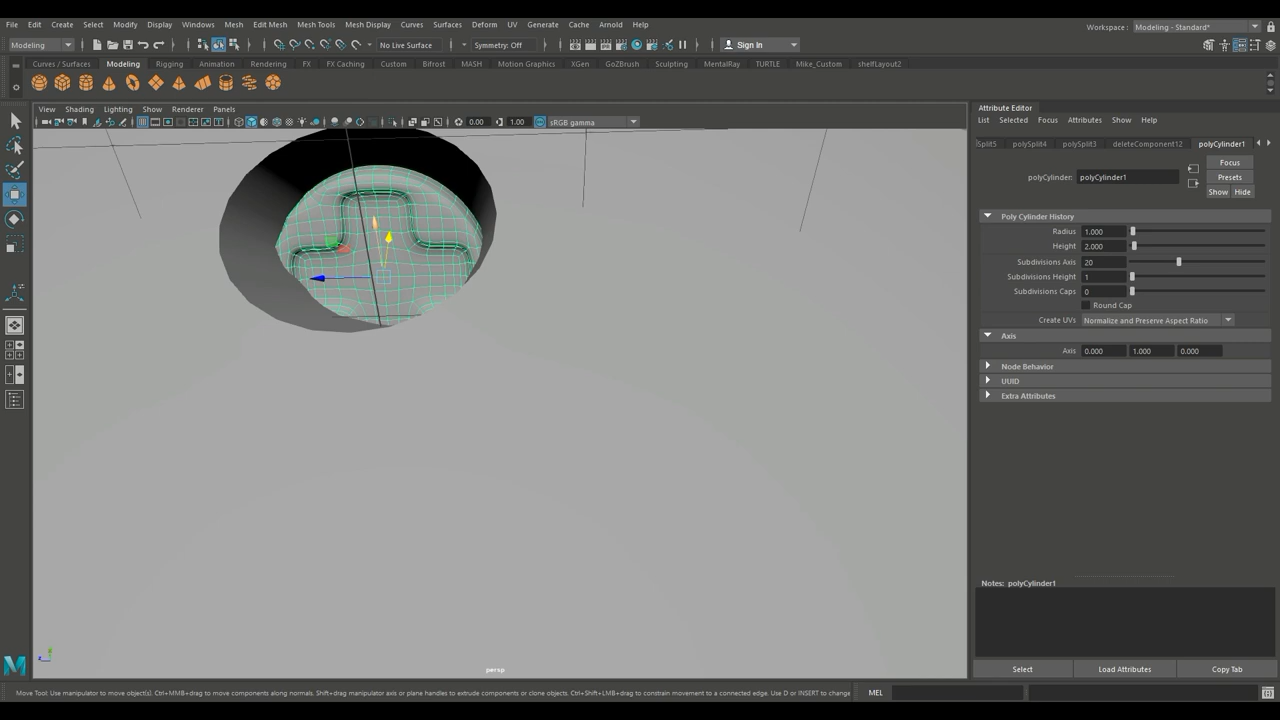 File Edit Create Select Modify Display Windows Mesh Edit Mesh Mesh Tools Mesh Display Curves Surfaces Deform UV Generate Cache Arnold Help
Workspace : Modeling - Standard*
Modeling No Live Surface Symmetry: Off Sign In
Curves / Surfaces Modeling Rigging Animation Rendering FX FX Caching Custom Bifrost MASH Motion Graphics XGen GoZBrush Sculpting MentalRay TURTLE Mike_Custom shelfLayout2
View Shading Lighting Show Renderer Panels
0.00 1.00 sRGB gamma
persp
Attribute Editor
List Selected Focus Attributes Show Help
Split5 polySplit4 polySplit3 deleteComponent12 polyCylinder1
Focus
polyCylinder: polyCylinder1 Presets
Show Hide
Poly Cylinder History
Radius 1.000
Height 2.000
Subdivisions Axis 20
Subdivisions Height 1
Subdivisions Caps 0
Round Cap
Create UVs Normalize and Preserve Aspect Ratio
Axis
Axis 0.000 1.000 0.000
Node Behavior
UUID
Extra Attributes
Notes: polyCylinder1
Select Load Attributes Copy Tab
Move Tool: Use manipulator to move object(s). Ctrl+MMB+drag to move components along normals. Shift+drag manipulator axis or plane handles to extrude components or clone objects. Ctrl+Shift+LMB+drag to constrain movement to a connected edge. Use D or INSERT to change
MEL